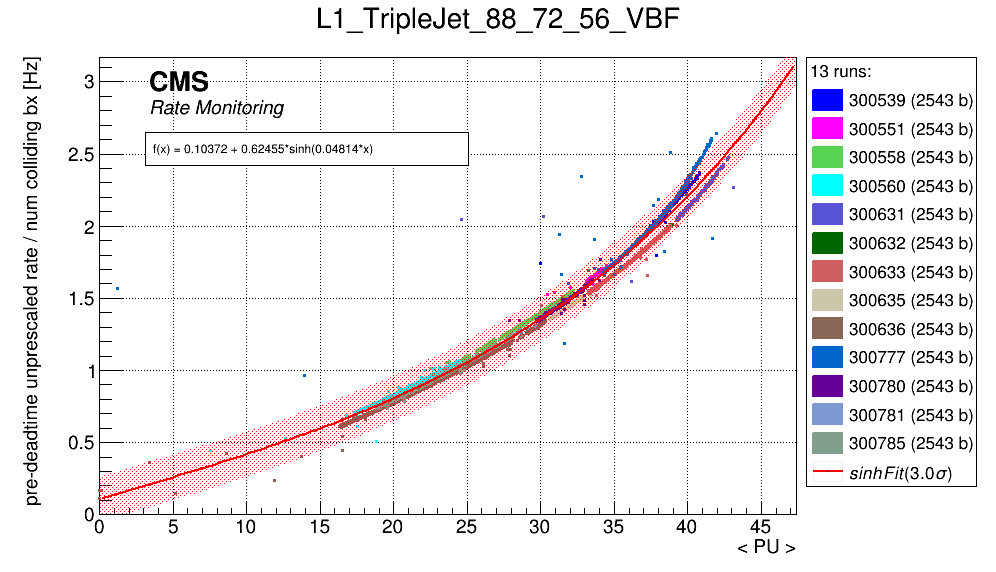 L1_TripleJet_88_72_56_VBF
pre-deadtime unprescaled rate / num colliding bx [Hz]
CMS
Rate Monitoring
f(x) = 0.10372 + 0.62455*sinh(0.04814*x)
3
2.5
2
1.5
1
0.5
0
0 5 10 15 20 25 30 35 40 45
< PU >
13 runs:
300539 (2543 b)
300551 (2543 b)
300558 (2543 b)
300560 (2543 b)
300631 (2543 b)
300632 (2543 b)
300633 (2543 b)
300635 (2543 b)
300636 (2543 b)
300777 (2543 b)
300780 (2543 b)
300781 (2543 b)
300785 (2543 b)
sinhFit(3.0σ)